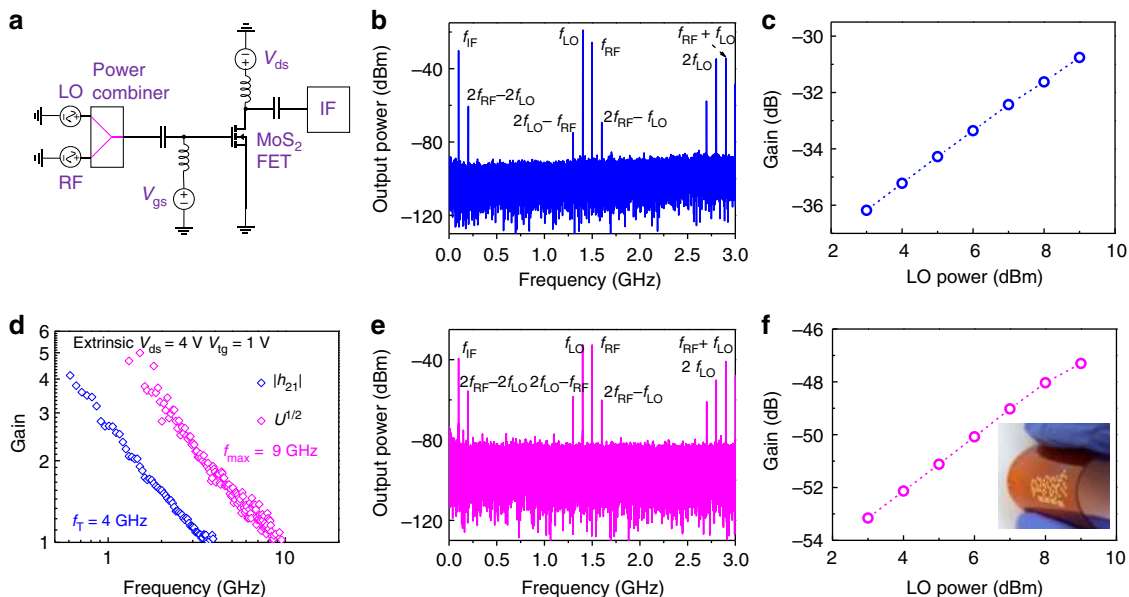 a
LO
Power
combiner
RF
V_gs
V_ds
IF
MoS₂
FET
b
Output power (dBm)
−40
−80
−120
f_IF
f_LO
f_RF
f_RF + f_LO
2f_LO
2f_RF−2f_LO
2f_LO− f_RF
2f_RF− f_LO
0.0 0.5 1.0 1.5 2.0 2.5 3.0
Frequency (GHz)
c
Gain (dB)
−30
−32
−34
−36
2 4 6 8 10
LO power (dBm)
d
Gain
6
5
4
3
2
1
Extrinsic V_ds = 4 V V_tg = 1 V
|h₂₁|
U^1/2
f_max = 9 GHz
f_T = 4 GHz
1 10
Frequency (GHz)
e
Output power (dBm)
−40
−80
−120
f_IF
f_LO
f_RF
f_RF+ f_LO
2 f_LO
2f_RF−2f_LO 2f_LO−f_RF
2f_RF−f_LO
0.0 0.5 1.0 1.5 2.0 2.5 3.0
Frequency (GHz)
f
Gain (dB)
−46
−48
−50
−52
−54
2 4 6 8 10
LO power (dBm)